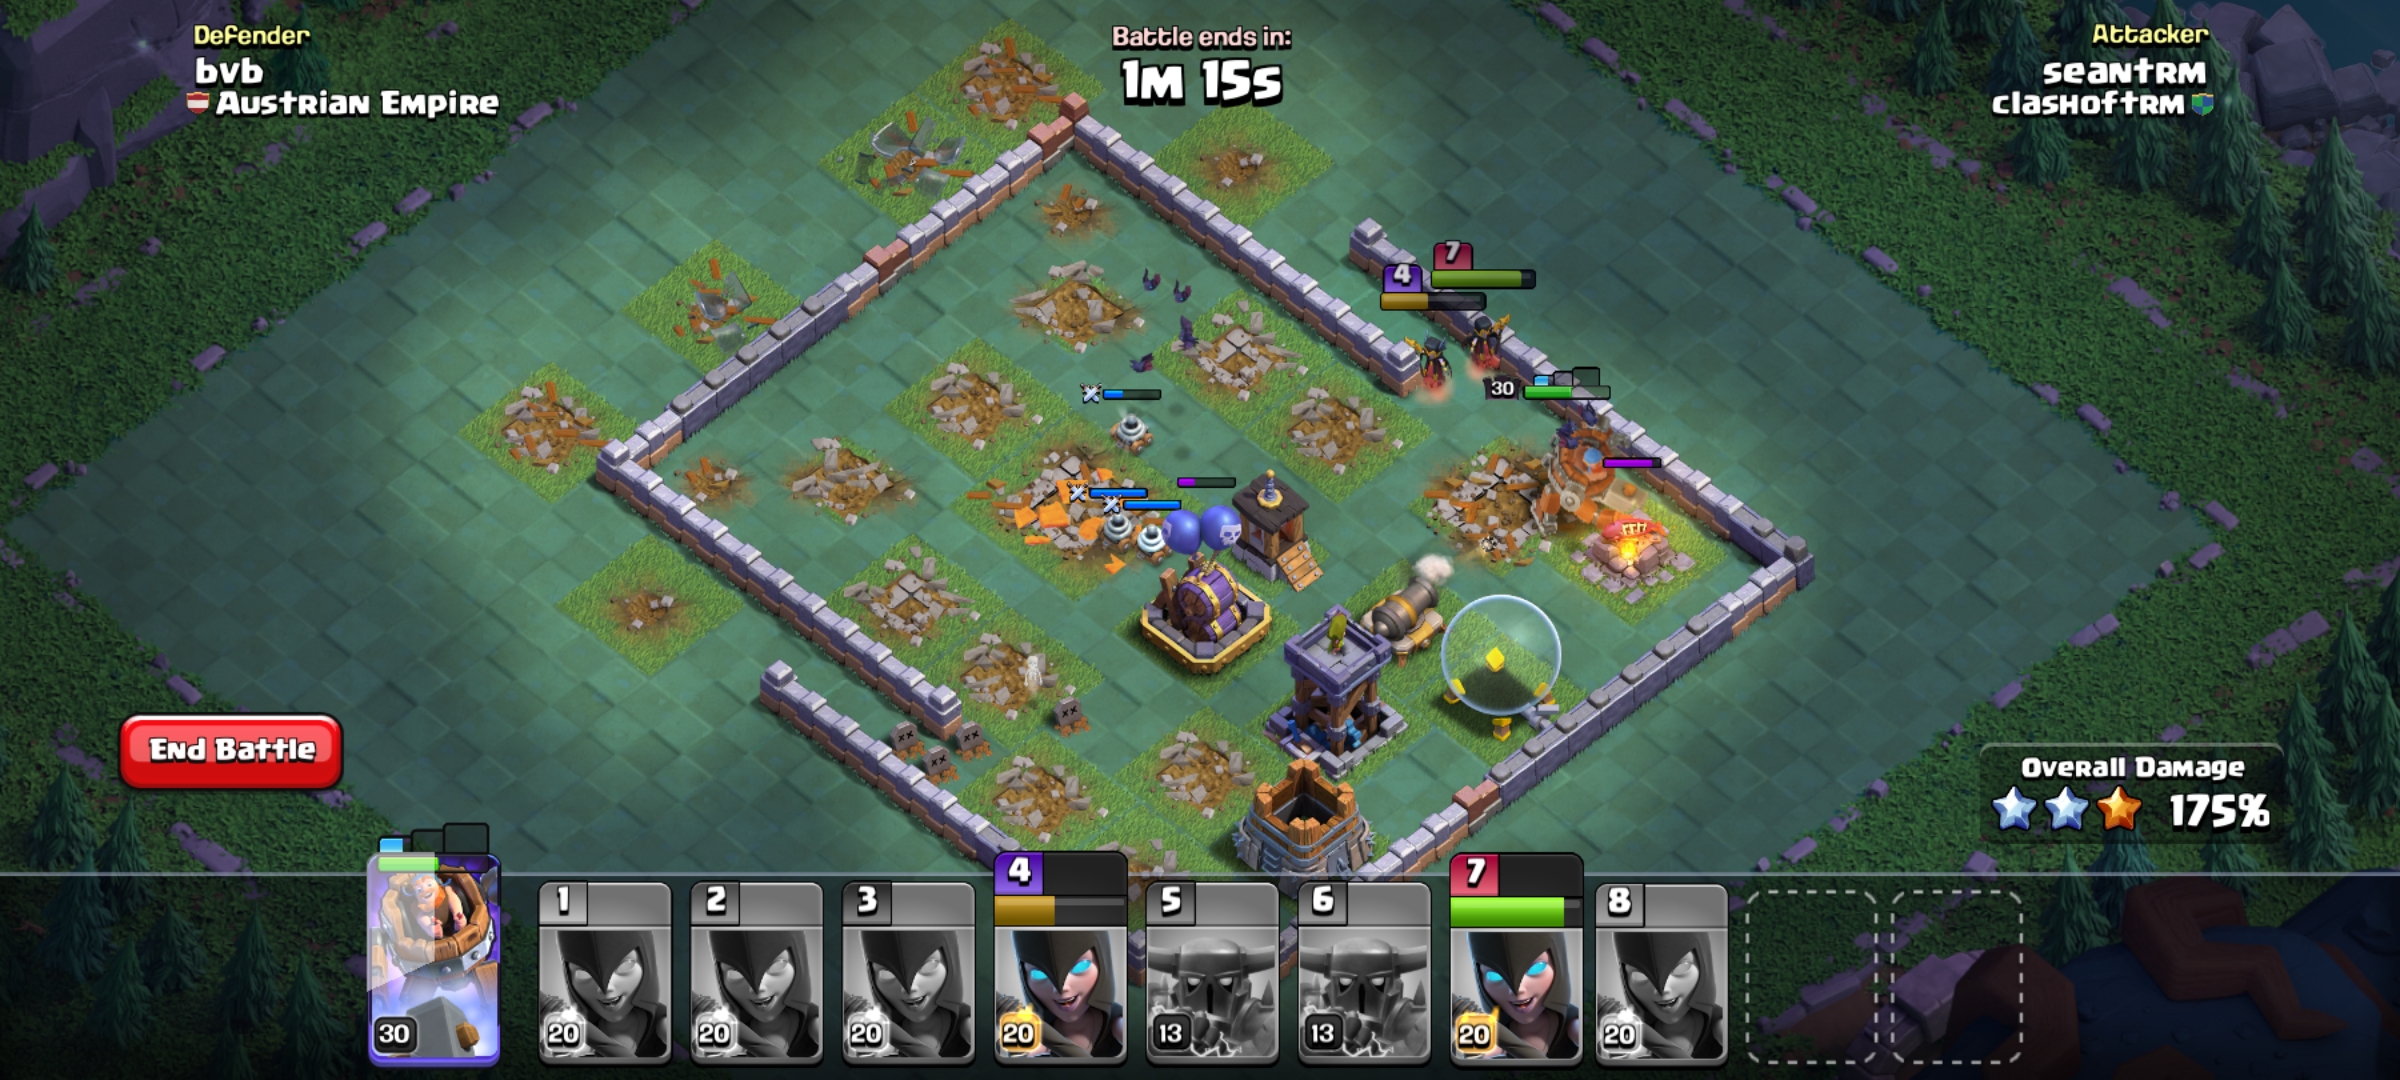 Defender
bvb
Austrian Empire
Battle ends in:
1m 15s
Attacker
seantrm
clashoftrm
7
4
30
End Battle
Overall Damage
175%
4
7
1
2
3
5
6
8
30
20
20
20
20
13
13
20
20